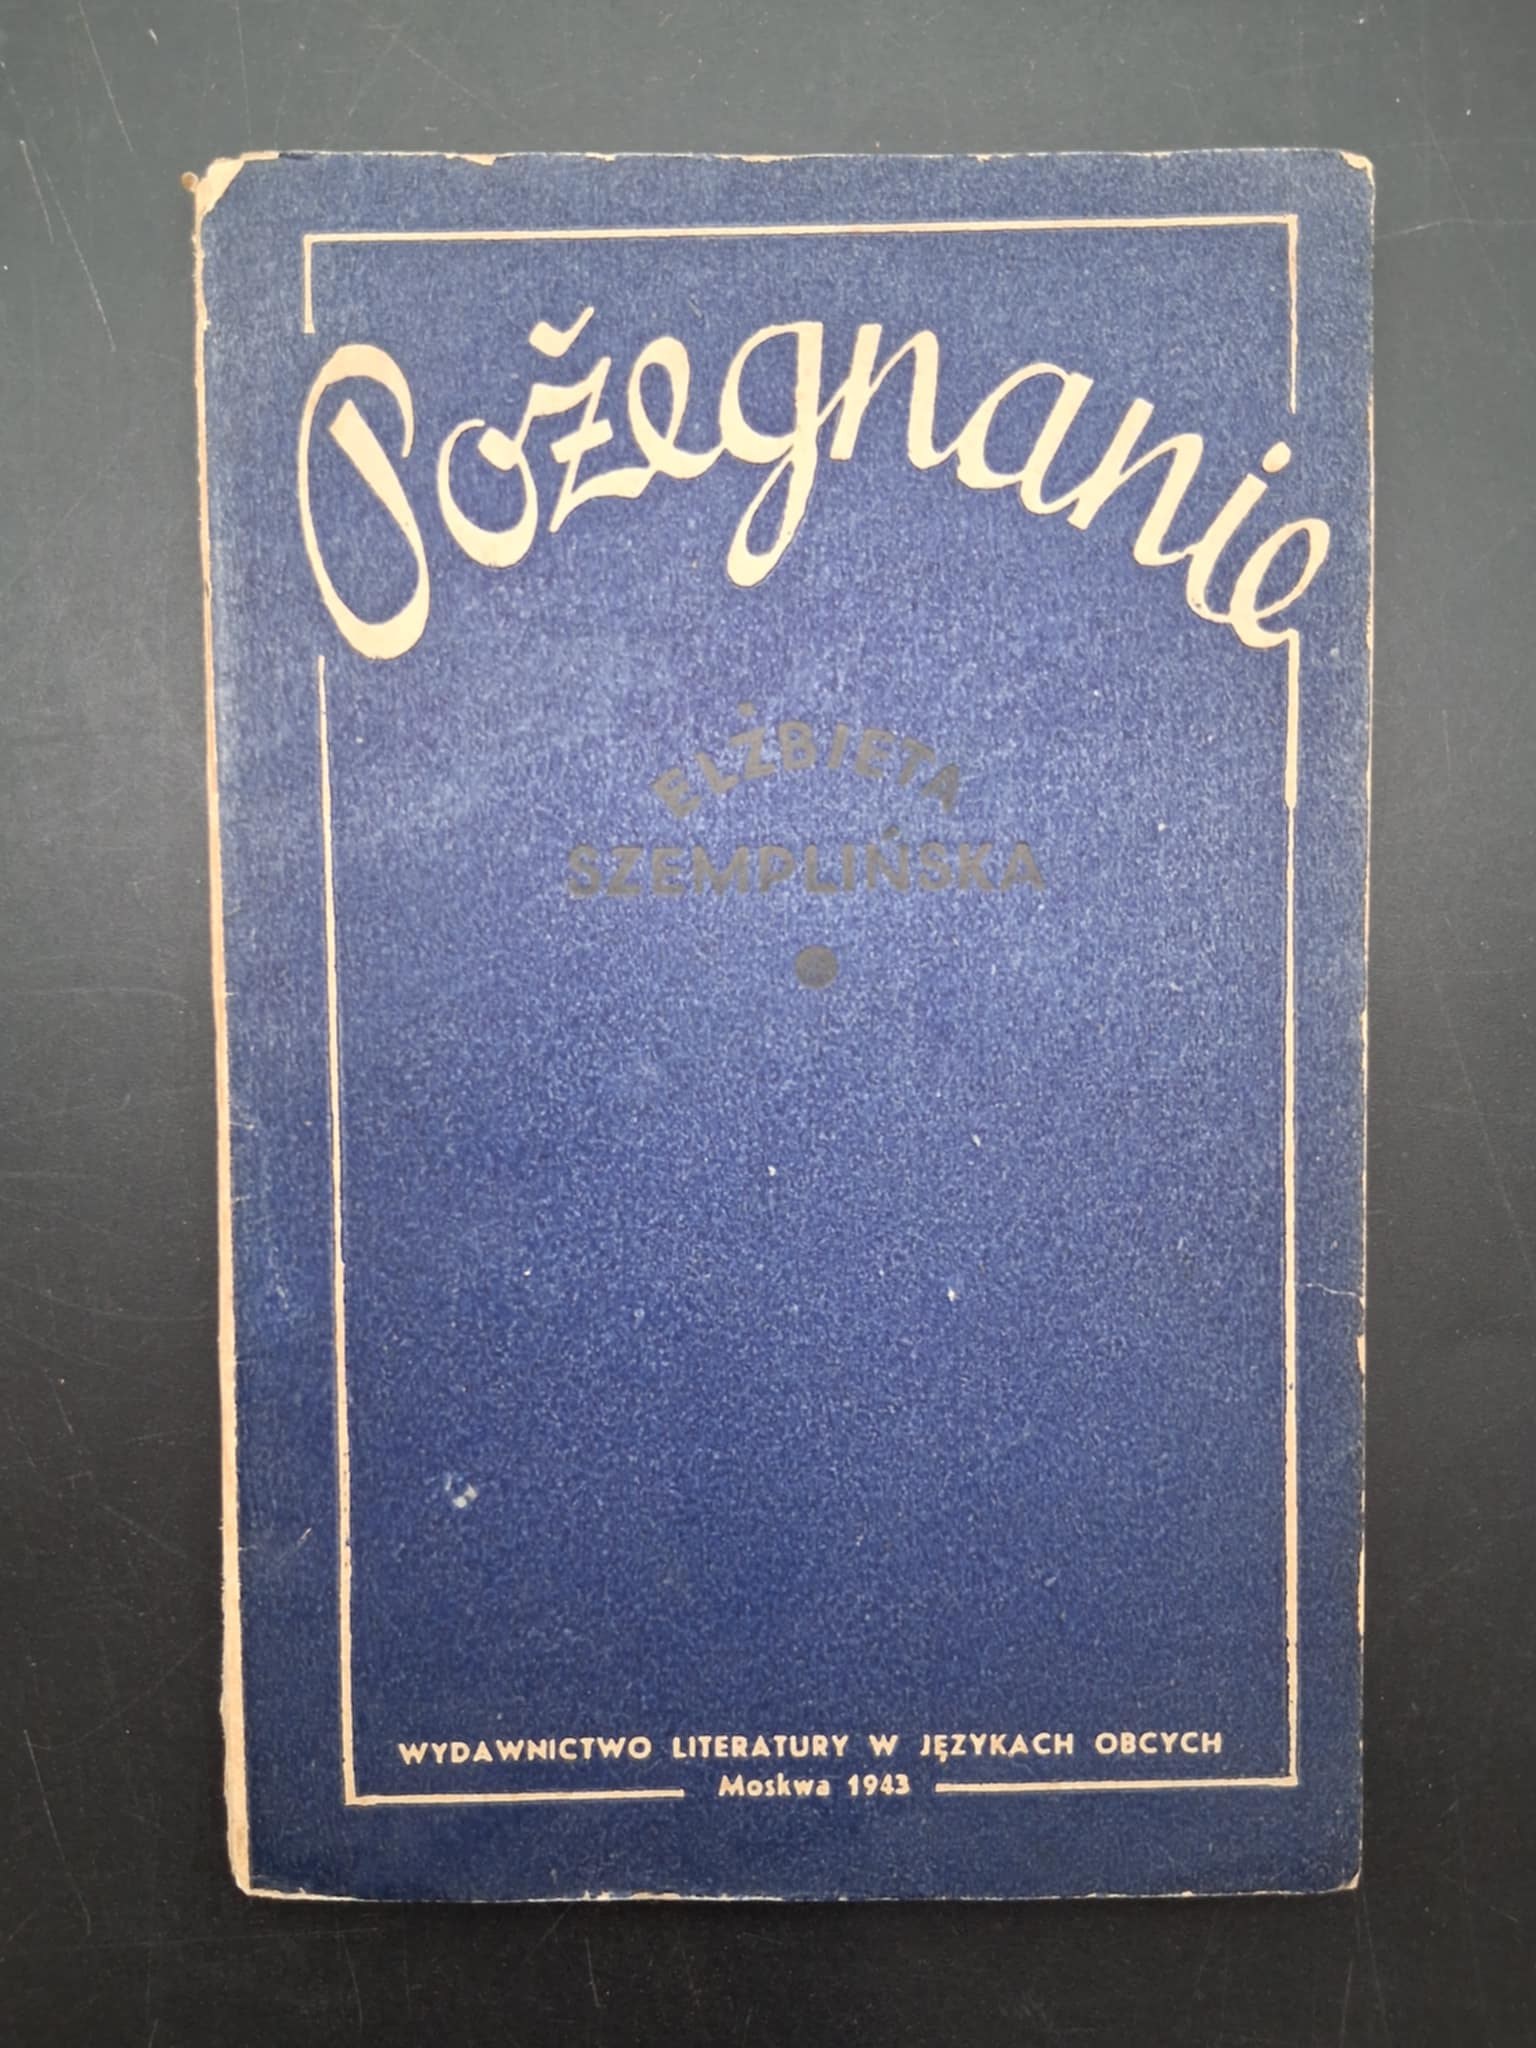 Pożegnanie
ELŻBIETA
SZEMPLIŃSKA
WYDAWNICTWO LITERATURY W JĘZYKACH OBCYCH
Moskwa 1943